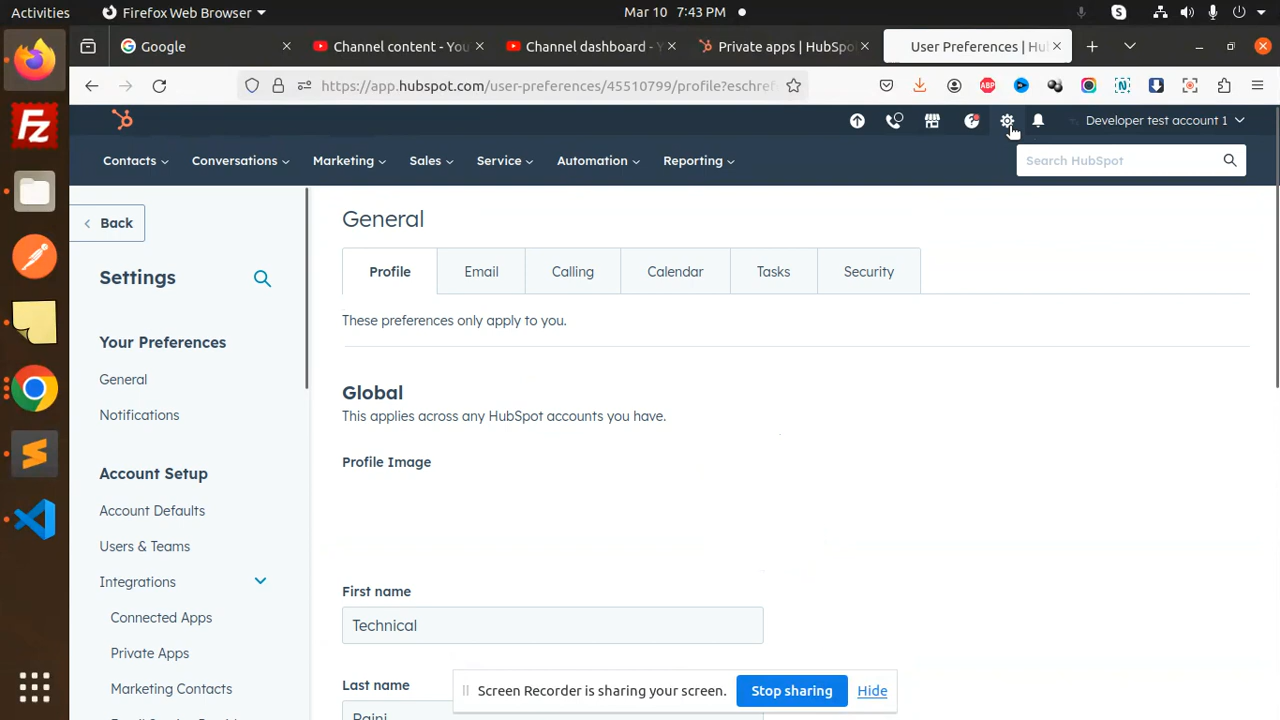 Activities
Firefox Web Browser
Mar 10 7:43 PM
Google
Channel content - You
Channel dashboard - Y
Private apps | HubSpo
User Preferences | Hu
https://app.hubspot.com/user-preferences/45510799/profile?eschref
ABP
N
S
Developer test account 1
Contacts
Conversations
Marketing
Sales
Service
Automation
Reporting
Search HubSpot
Back
Settings
Your Preferences
General
Notifications
Account Setup
Account Defaults
Users & Teams
Integrations
Connected Apps
Private Apps
Marketing Contacts
General
Profile
Email
Calling
Calendar
Tasks
Security
These preferences only apply to you.
Global
This applies across any HubSpot accounts you have.
Profile Image
First name
Technical
Last name
Screen Recorder is sharing your screen.
Stop sharing
Hide
Fz